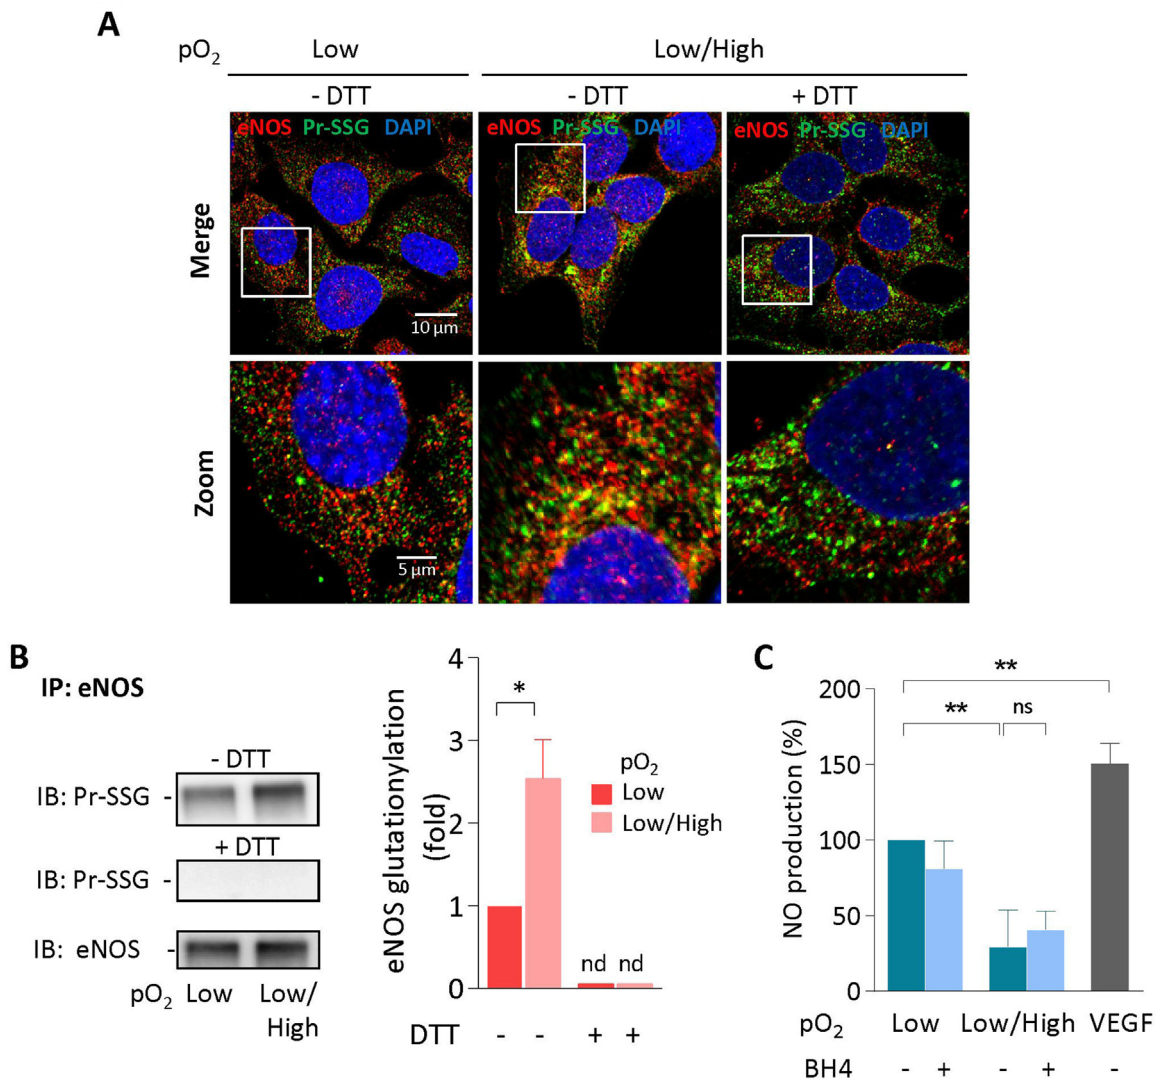 A
pO2 Low Low/High
- DTT - DTT + DTT
eNOS Pr-SSG DAPI eNOS Pr-SSG DAPI eNOS Pr-SSG DAPI
Merge
10 µm
Zoom
5 µm
B
IP: eNOS
- DTT
IB: Pr-SSG -
+ DTT
IB: Pr-SSG -
IB: eNOS -
pO2 Low Low/
High
eNOS glutationylation
(fold)
4
3
2
1
0
*
pO2
Low
Low/High
nd nd
DTT - - + +
C
NO production (%)
200
150
100
50
0
**
** ns
pO2 Low Low/High VEGF
BH4 - + - + -